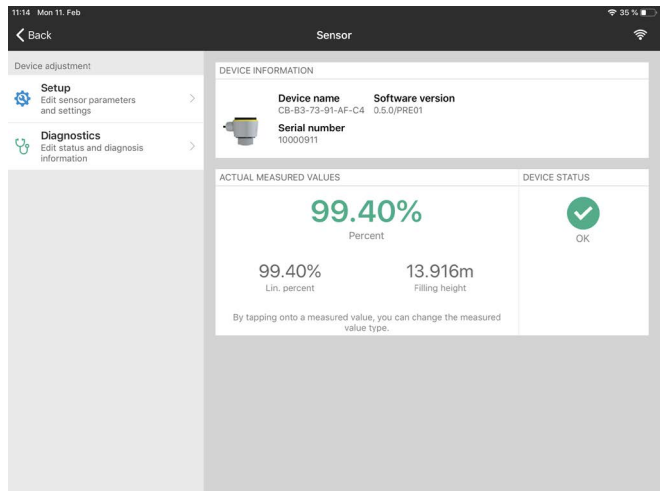 11:14 Mon 11. Feb
35 %
Back
Sensor
Device adjustment
Setup
Edit sensor parameters
and settings
Diagnostics
Edit status and diagnosis
information
DEVICE INFORMATION
Device name Software version
CB-B3-73-91-AF-C4 0.5.0/PRE01
Serial number
10000911
ACTUAL MEASURED VALUES
DEVICE STATUS
99.40%
Percent
OK
99.40% 13.916m
Lin. percent Filling height
By tapping onto a measured value, you can change the measured
value type.